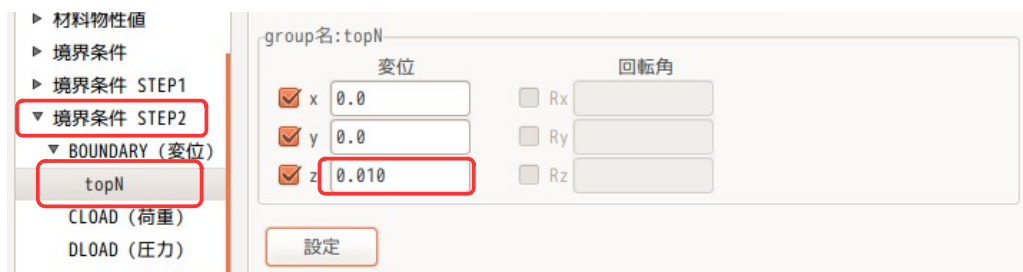 ▶ 材料物性値
▶ 境界条件
▶ 境界条件 STEP1
▼ 境界条件 STEP2
▼ BOUNDARY (変位)
topN
CLOAD (荷重)
DLOAD (圧力)
group名:topN
変位 回転角
x 0.0 Rx
y 0.0 Ry
z 0.010 Rz
設定